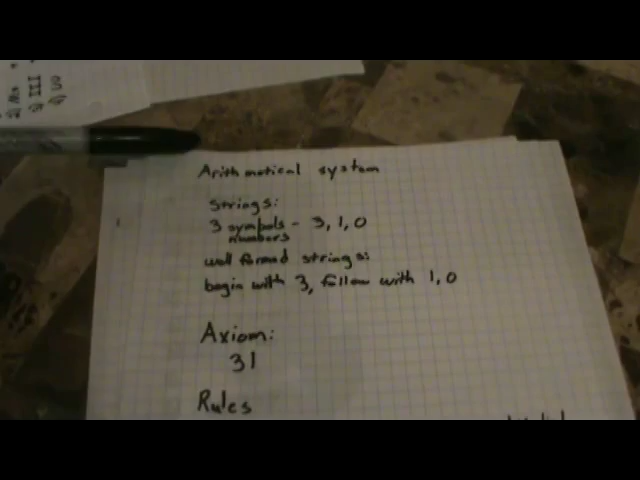 Arithmetical system
Strings:
3 symbols - 3, 1, 0
numbers
well formed strings:
begin with 3, follow with 1, 0
Axiom:
31
Rules